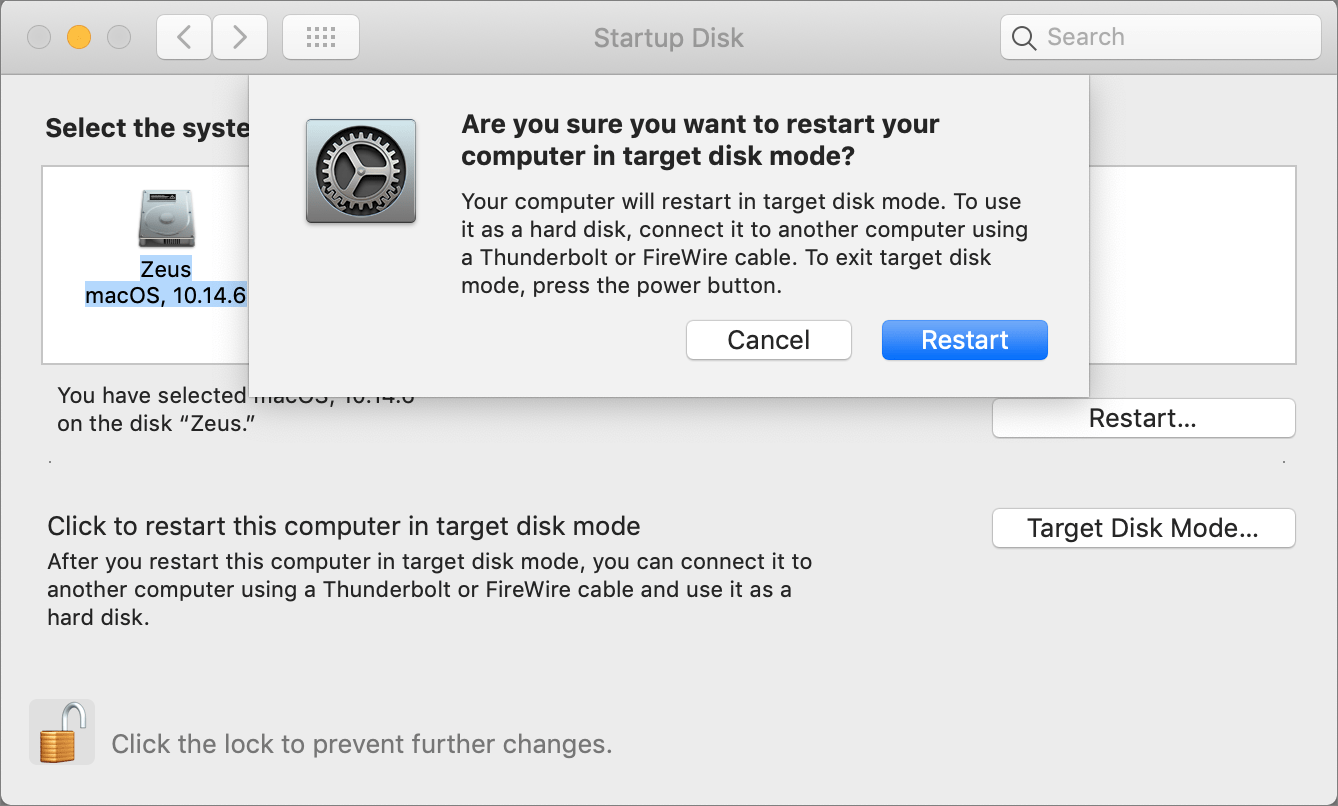 Startup Disk
Search
Select the syste
Are you sure you want to restart your
computer in target disk mode?
Your computer will restart in target disk mode. To use
it as a hard disk, connect it to another computer using
a Thunderbolt or FireWire cable. To exit target disk
mode, press the power button.
Cancel
Restart
Zeus
macOS, 10.14.6
You have selected macOS, 10.14.6
on the disk “Zeus.”
Restart...
Click to restart this computer in target disk mode
After you restart this computer in target disk mode, you can connect it to
another computer using a Thunderbolt or FireWire cable and use it as a
hard disk.
Target Disk Mode...
Click the lock to prevent further changes.